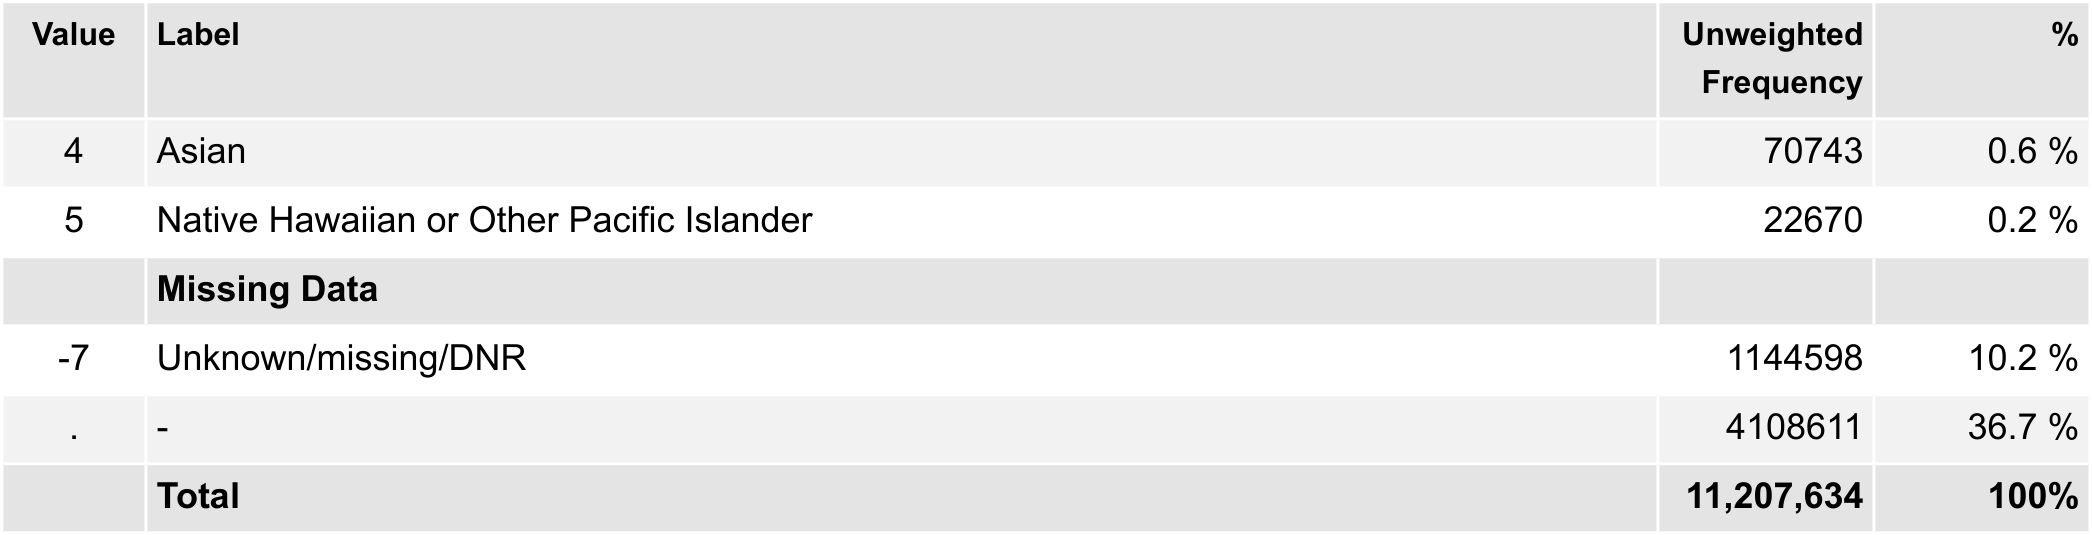 Value Label Unweighted Frequency %
4 Asian 70743 0.6 %
5 Native Hawaiian or Other Pacific Islander 22670 0.2 %
Missing Data
-7 Unknown/missing/DNR 1144598 10.2 %
. - 4108611 36.7 %
Total 11,207,634 100%